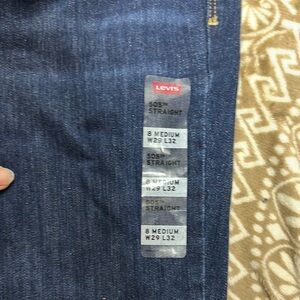 Levi's
505™
STRAIGHT
8 MEDIUM
W29 L32
505™
STRAIGHT
8 MEDIUM
W29 L32
505™
STRAIGHT
8 MEDIUM
W29 L32